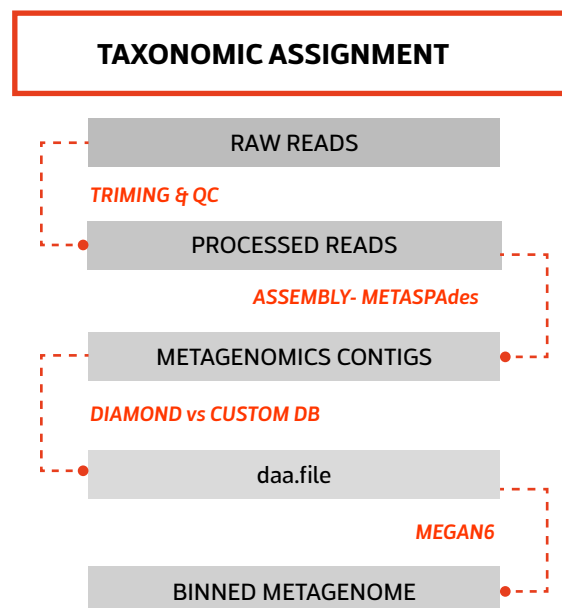 TAXONOMIC ASSIGNMENT
RAW READS
TRIMING & QC
PROCESSED READS
ASSEMBLY- METASPAdes
METAGENOMICS CONTIGS
DIAMOND vs CUSTOM DB
daa.file
MEGAN6
BINNED METAGENOME